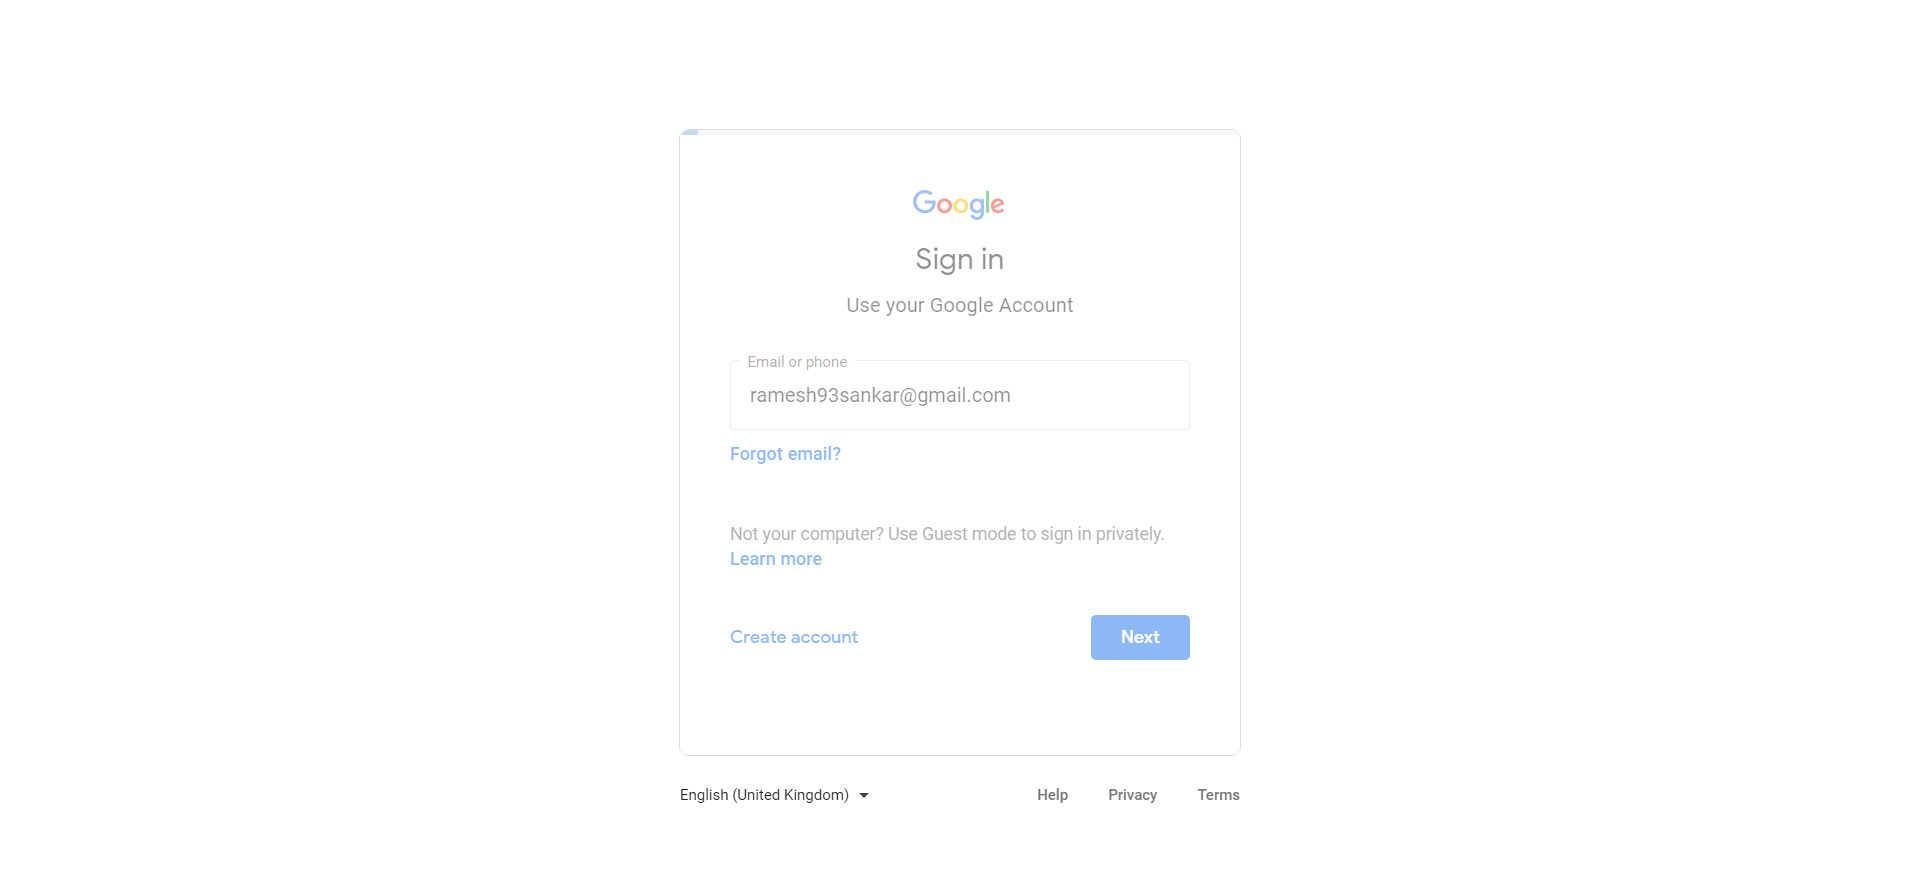 Google
Sign in
Use your Google Account
Email or phone
ramesh93sankar@gmail.com
Forgot email?
Not your computer? Use Guest mode to sign in privately.
Learn more
Create account
Next
English (United Kingdom)
Help
Privacy
Terms